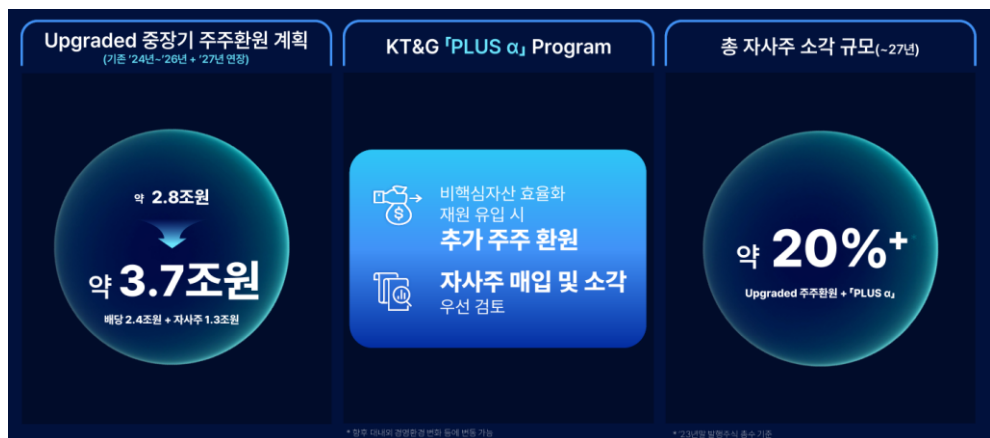 Upgraded 중장기 주주환원 계획
(기존 '24년~'26년 + '27년 연장)
약 2.8조원
약 3.7조원
배당 2.4조원 + 자사주 1.3조원
KT&G 「PLUS α」 Program
비핵심자산 효율화
재원 유입 시
추가 주주 환원
자사주 매입 및 소각
우선 검토
* 향후 대내외 경영환경 변화 등에 변동 가능
총 자사주 소각 규모(~27년)
약 20%+
Upgraded 주주환원 + 「PLUS α」
* '23년말 발행주식 총수 기준